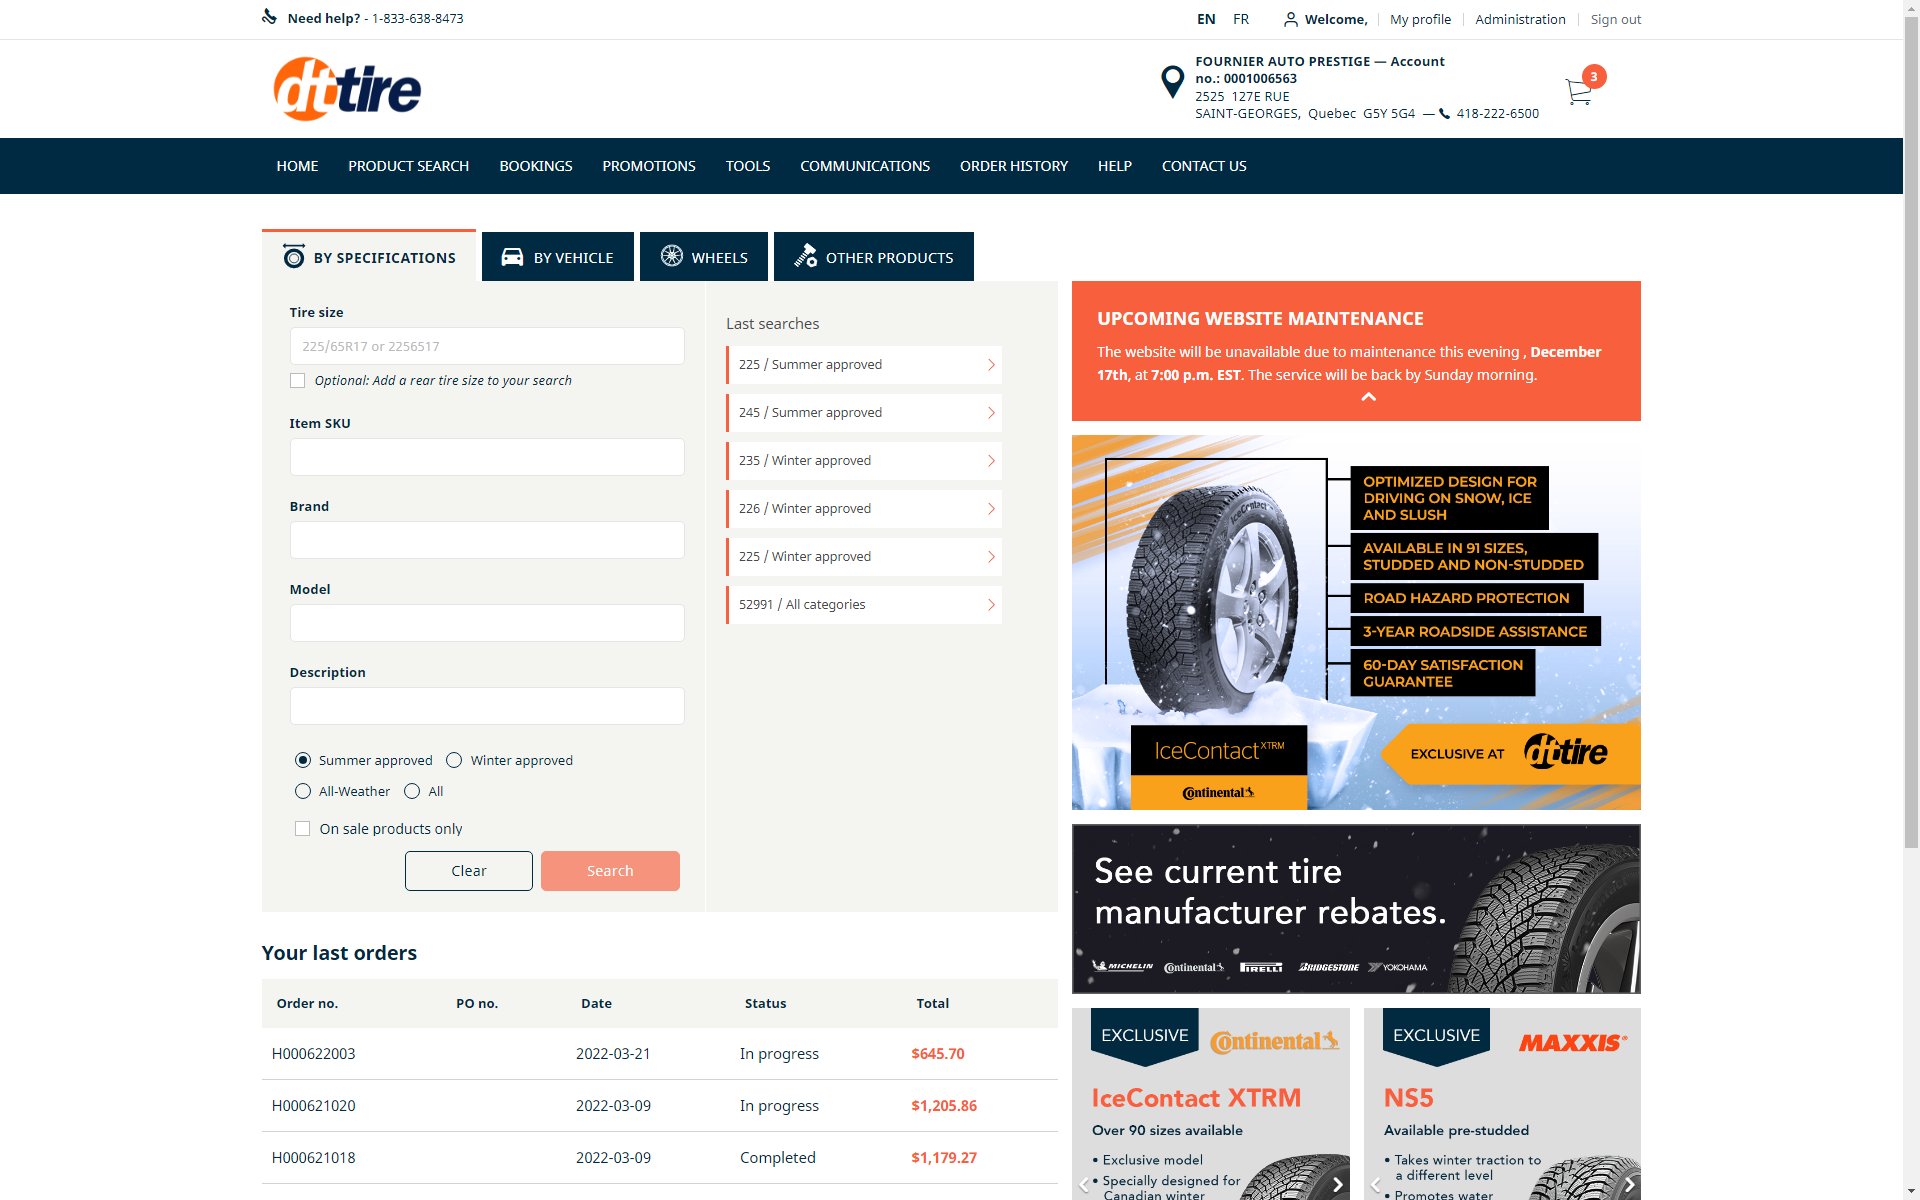 Need help? - 1-833-638-8473
EN FR Welcome, My profile Administration Sign out
dttire
FOURNIER AUTO PRESTIGE — Account
no.: 0001006563
2525 127E RUE
SAINT-GEORGES, Quebec G5Y 5G4 — 418-222-6500
3
HOME PRODUCT SEARCH BOOKINGS PROMOTIONS TOOLS COMMUNICATIONS ORDER HISTORY HELP CONTACT US
BY SPECIFICATIONS BY VEHICLE WHEELS OTHER PRODUCTS
Tire size
225/65R17 or 2256517
Optional: Add a rear tire size to your search
Item SKU
Brand
Model
Description
Summer approved Winter approved
All-Weather All
On sale products only
Clear Search
Last searches
225 / Summer approved
245 / Summer approved
235 / Winter approved
226 / Winter approved
225 / Winter approved
52991 / All categories
UPCOMING WEBSITE MAINTENANCE
The website will be unavailable due to maintenance this evening , December
17th, at 7:00 p.m. EST. The service will be back by Sunday morning.
OPTIMIZED DESIGN FOR
DRIVING ON SNOW, ICE
AND SLUSH
AVAILABLE IN 91 SIZES,
STUDDED AND NON-STUDDED
ROAD HAZARD PROTECTION
3-YEAR ROADSIDE ASSISTANCE
60-DAY SATISFACTION
GUARANTEE
IceContact
IceContact XTRM
Continental
EXCLUSIVE AT dttire
See current tire
manufacturer rebates.
MICHELIN Continental PIRELLI BRIDGESTONE YOKOHAMA
Your last orders
Order no. PO no. Date Status Total
H000622003 2022-03-21 In progress $645.70
H000621020 2022-03-09 In progress $1,205.86
H000621018 2022-03-09 Completed $1,179.27
EXCLUSIVE Continental
IceContact XTRM
Over 90 sizes available
• Exclusive model
• Specially designed for
Canadian winter
EXCLUSIVE MAXXIS®
NS5
Available pre-studded
• Takes winter traction to
a different level
• Promotes water